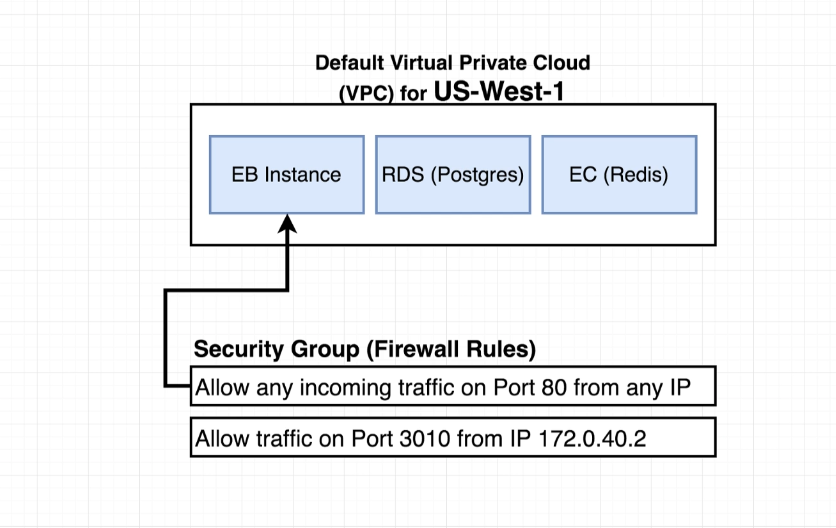 Default Virtual Private Cloud
(VPC) for US-West-1
EB Instance
RDS (Postgres)
EC (Redis)
Security Group (Firewall Rules)
Allow any incoming traffic on Port 80 from any IP
Allow traffic on Port 3010 from IP 172.0.40.2